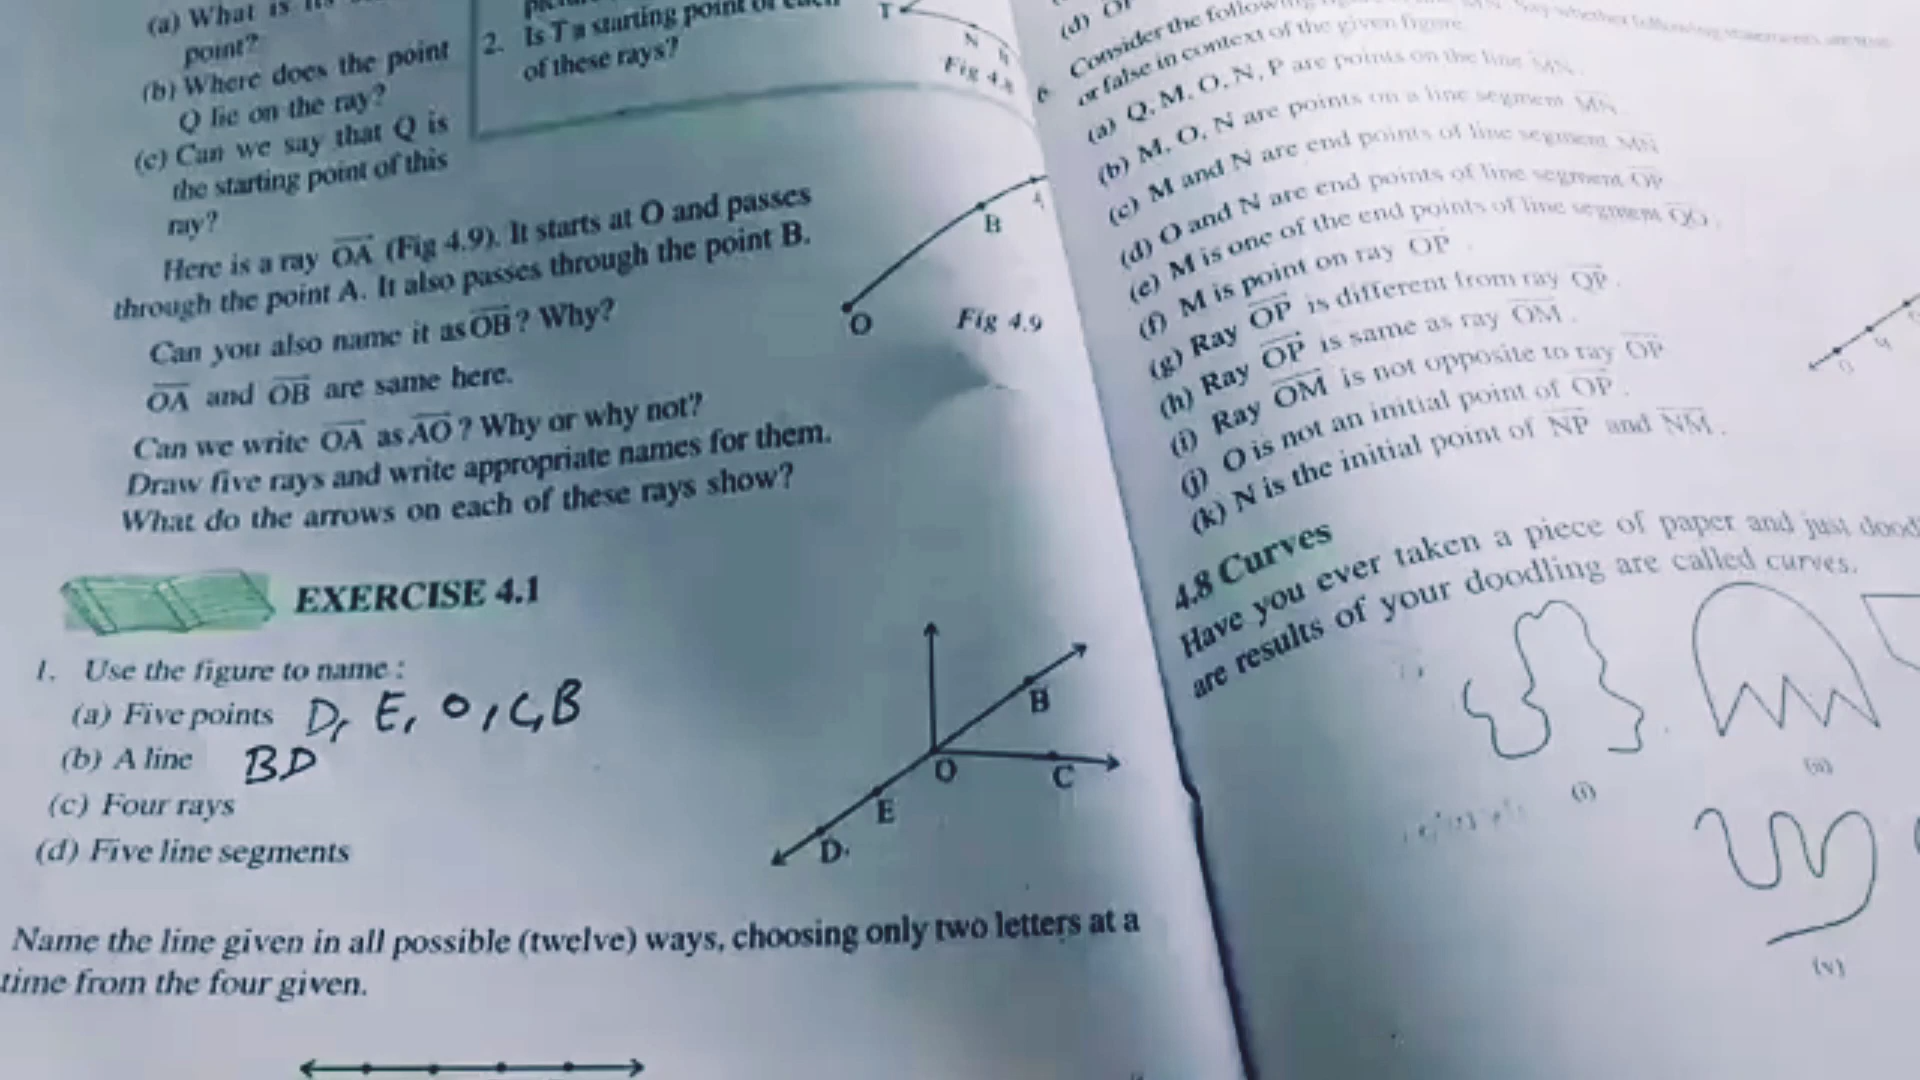 (a) What is its
point?
(b) Where does the point
Q lie on the ray?
(c) Can we say that Q is
the starting point of this
ray?
2. Is T a starting point of each
of these rays?
T
N
Fig 4.8
Here is a ray OA (Fig 4.9). It starts at O and passes
through the point A. It also passes through the point B.
Can you also name it as OB? Why?
OA and OB are same here.
Can we write OA as AO? Why or why not?
Draw five rays and write appropriate names for them.
What do the arrows on each of these rays show?
A
B
O
Fig 4.9
EXERCISE 4.1
1. Use the figure to name :
(a) Five points D, E, O, C, B
(b) A line BD
(c) Four rays
(d) Five line segments
B
O
C
E
D
Name the line given in all possible (twelve) ways, choosing only two letters at a
time from the four given.
(d)
6. Consider the following
or false in context of the given figure.
(a) Q, M, O, N, P are points on the line MN.
(b) M, O, N are points on a line segment MN.
(c) M and N are end points of line segment MN
(d) O and N are end points of line segment OP
(e) M is one of the end points of line segment QO.
(f) M is point on ray OP
(g) Ray OP is different from ray QP.
(h) Ray OP is same as ray OM.
(i) Ray OM is not opposite to ray OP
(j) O is not an initial point of OP.
(k) N is the initial point of NP and NM.
M
4.8 Curves
Have you ever taken a piece of paper and just
are results of your doodling are called curves.
(i)
(ii)
(v)